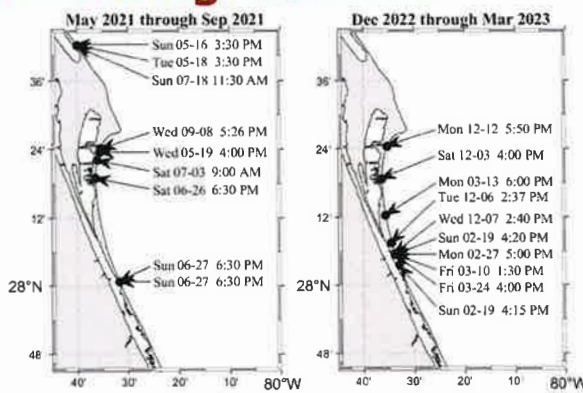 May 2021 through Sep 2021
Sun 05-16 3:30 PM
Tue 05-18 3:30 PM
Sun 07-18 11:30 AM
Wed 09-08 5:26 PM
Wed 05-19 4:00 PM
Sat 07-03 9:00 AM
Sat 06-26 6:30 PM
Sun 06-27 6:30 PM
Sun 06-27 6:30 PM
36'
24'
12'
28°N
48'
40' 30' 20' 10' 80°W
Dec 2022 through Mar 2023
Mon 12-12 5:50 PM
Sat 12-03 4:00 PM
Mon 03-13 6:00 PM
Tue 12-06 2:37 PM
Wed 12-07 2:40 PM
Sun 02-19 4:20 PM
Mon 02-27 5:00 PM
Fri 03-10 1:30 PM
Fri 03-24 4:00 PM
Sun 02-19 4:15 PM
36'
24'
12'
28°N
48'
40' 30' 20' 10' 80°W